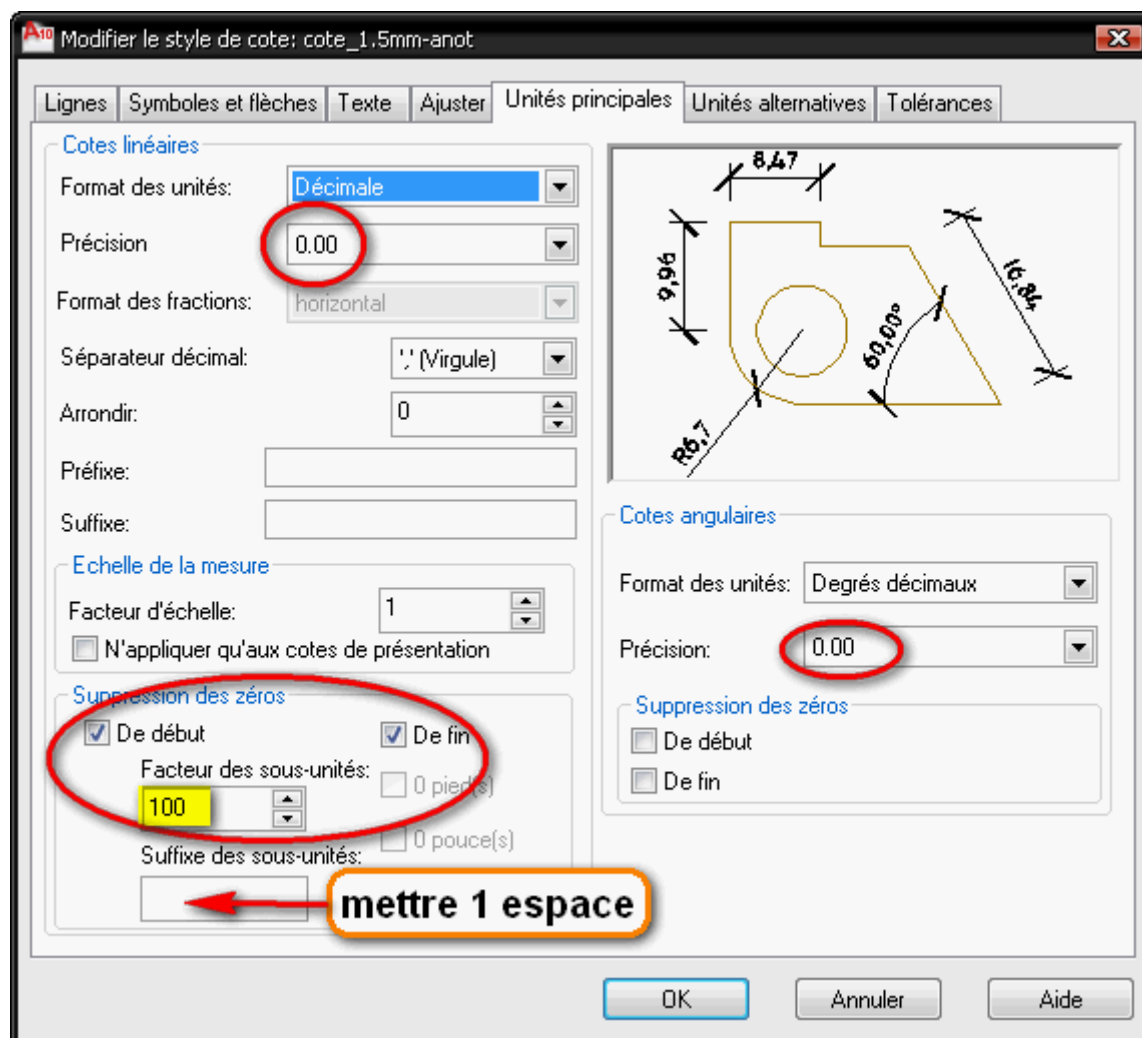 A10 Modifier le style de cote: cote_1.5mm-anot
Lignes Symboles et flèches Texte Ajuster Unités principales Unités alternatives Tolérances
Cotes linéaires
Format des unités: Décimale
Précision 0.00
Format des fractions: horizontal
Séparateur décimal: ',' (Virgule)
Arrondir: 0
Préfixe:
Suffixe:
Echelle de la mesure
Facteur d'échelle: 1
N'appliquer qu'aux cotes de présentation
Suppression des zéros
De début De fin
Facteur des sous-unités:
0 pied(s)
100
0 pouce(s)
Suffixe des sous-unités:
mettre 1 espace
8,47
9,96
16,84
60,00°
R6,7
Cotes angulaires
Format des unités: Degrés décimaux
Précision: 0.00
Suppression des zéros
De début
De fin
OK Annuler Aide